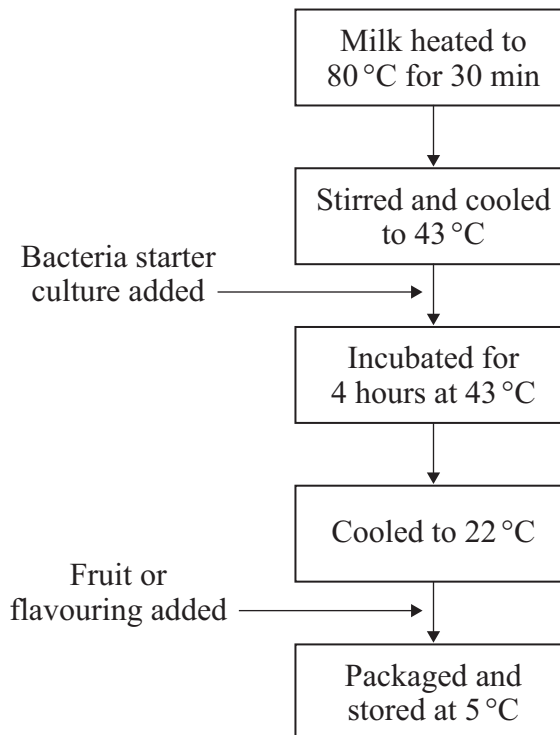 Milk heated to
80 °C for 30 min
Stirred and cooled
to 43 °C
Bacteria starter
culture added
Incubated for
4 hours at 43 °C
Cooled to 22 °C
Fruit or
flavouring added
Packaged and
stored at 5 °C